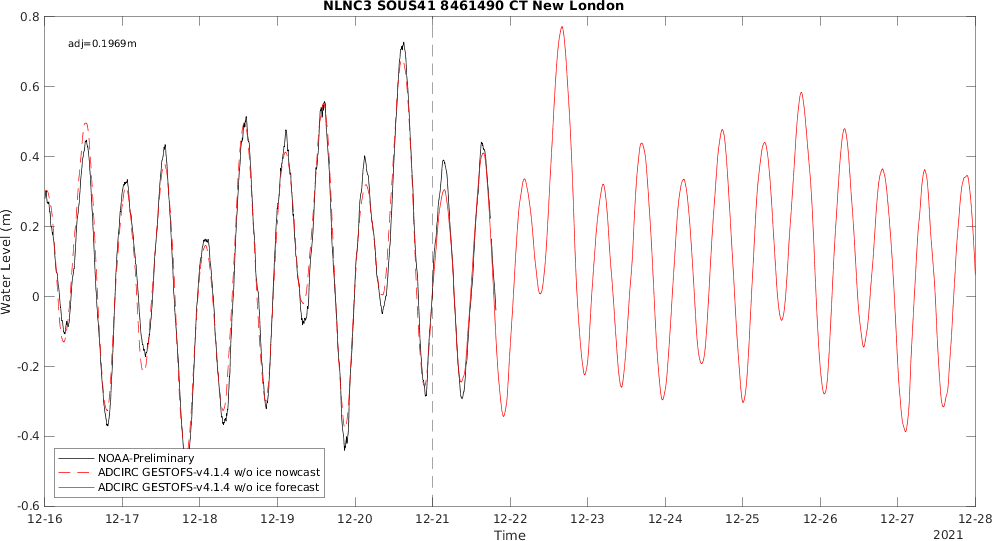 NLNC3 SOUS41 8461490 CT New London
adj=0.1969m
0.8
0.6
0.4
0.2
0
-0.2
-0.4
-0.6
Water Level (m)
NOAA-Preliminary
ADCIRC GESTOFS-v4.1.4 w/o ice nowcast
ADCIRC GESTOFS-v4.1.4 w/o ice forecast
12-16 12-17 12-18 12-19 12-20 12-21 12-22 12-23 12-24 12-25 12-26 12-27 12-28
Time
2021